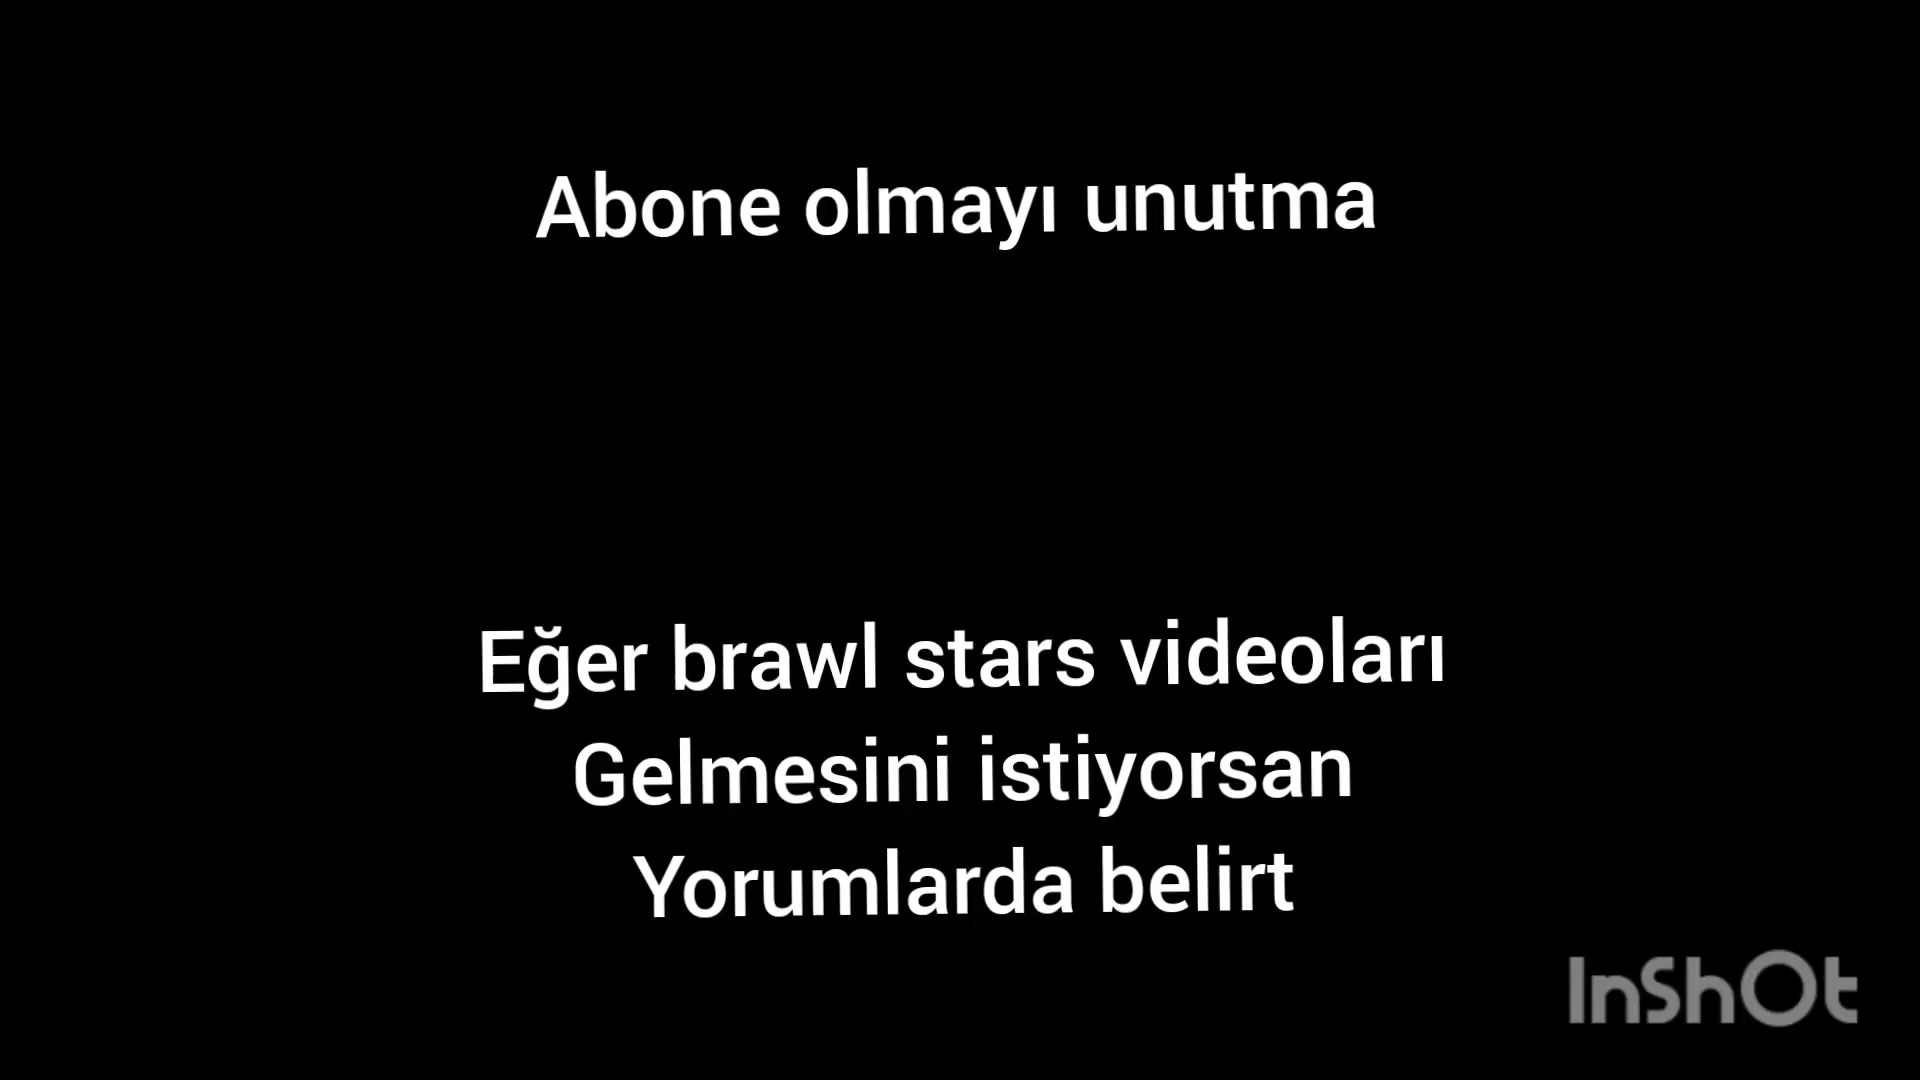 Abone olmayı unutma
Eğer brawl stars videoları
Gelmesini istiyorsan
Yorumlarda belirt
InShOt